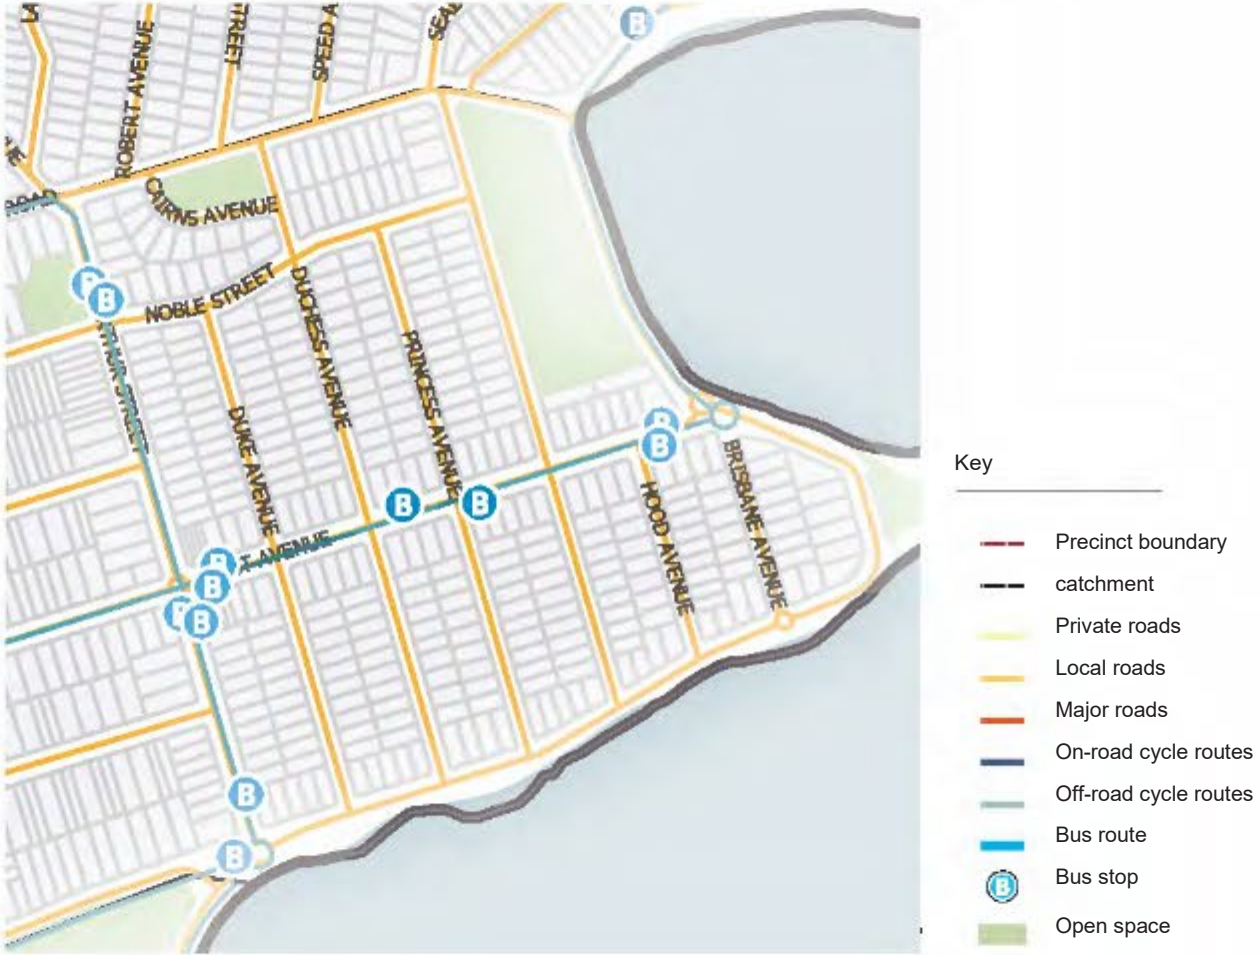 ROBERT AVENUE
B
CAIRNS AVENUE
B
B
NOBLE STREET
DUCHESS AVENUE
PRINCESS AVENUE
DUKE AVENUE
B
B
BRISBANE AVENUE
HOOD AVENUE
B
B
B
AVENUE
B
B
B
B
B
Key
Precinct boundary
catchment
Private roads
Local roads
Major roads
On-road cycle routes
Off-road cycle routes
Bus route
B
Bus stop
Open space